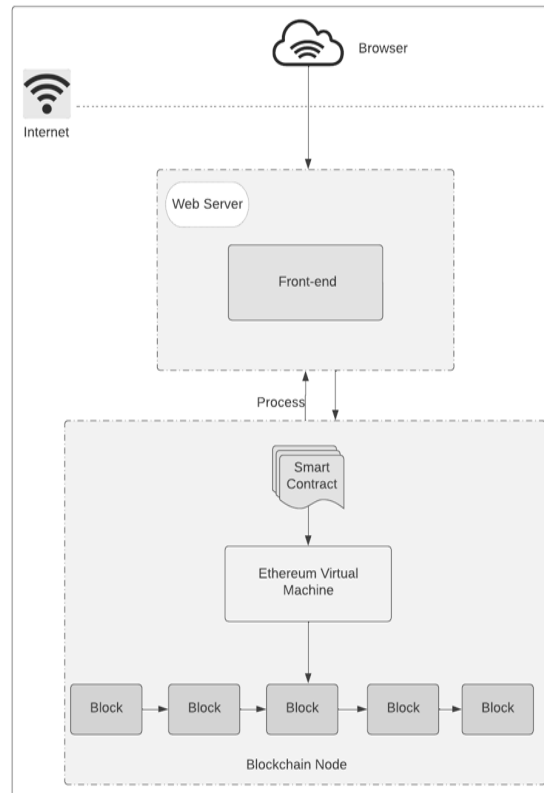 Browser
Internet
Web Server
Front-end
Process
Smart
Contract
Ethereum Virtual
Machine
Block
Block
Block
Block
Block
Blockchain Node